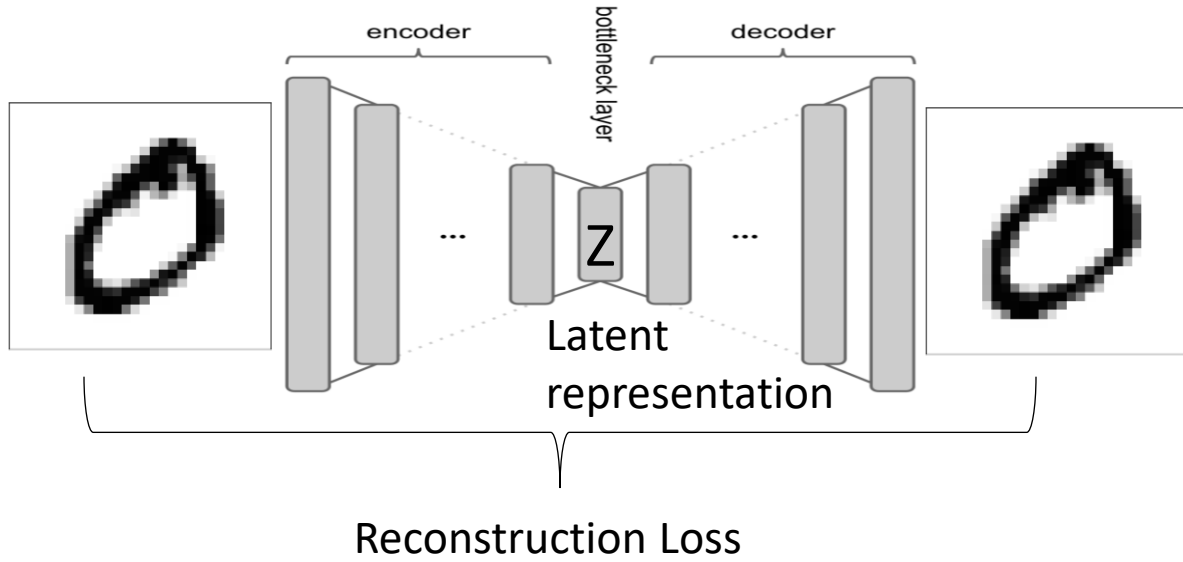 encoder
bottleneck layer
decoder
...
Z
...
Latent
representation
Reconstruction Loss